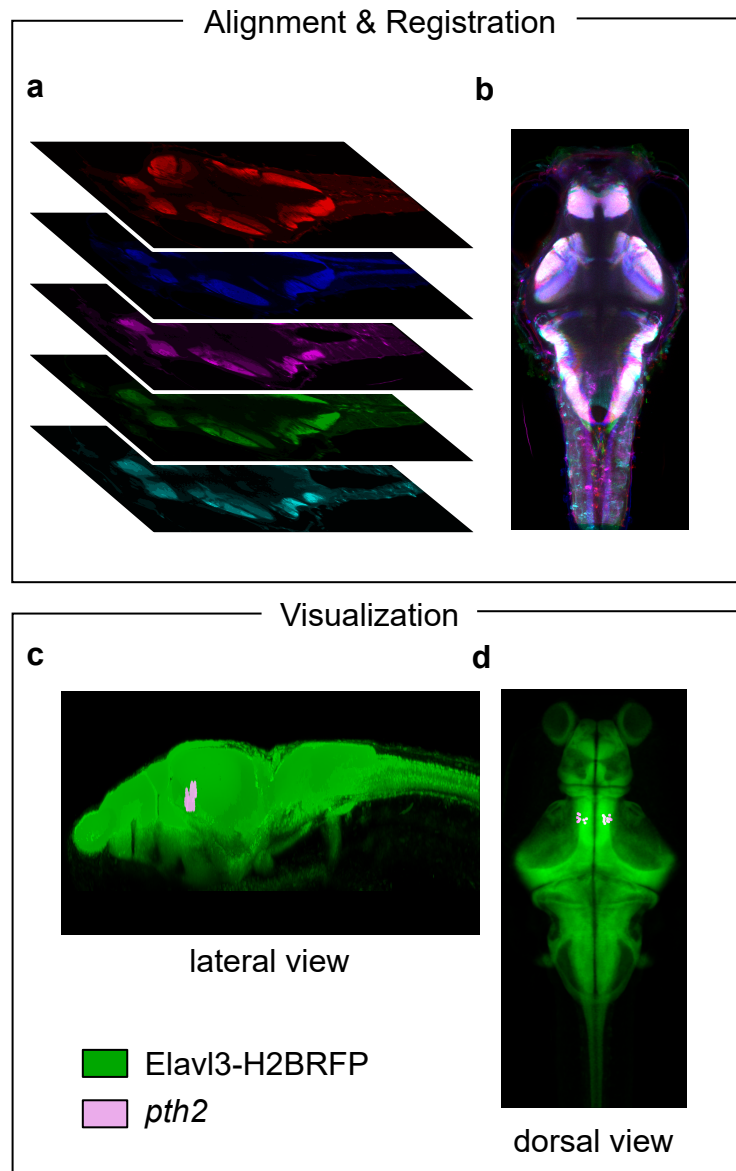 Alignment & Registration
a
b
Visualization
c
d
lateral view
Elavl3-H2BRFP
pth2
dorsal view